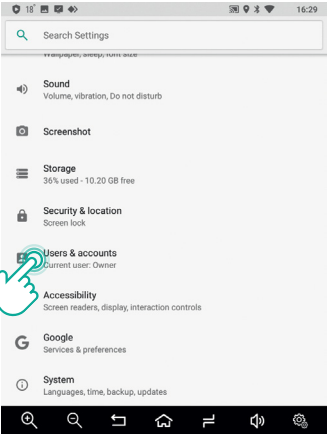 18° 16:29
Search Settings
Wallpaper, sleep, font size
Sound
Volume, vibration, Do not disturb
Screenshot
Storage
36% used - 10.20 GB free
Security & location
Screen lock
Users & accounts
Current user: Owner
Accessibility
Screen readers, display, interaction controls
Google
Services & preferences
System
Languages, time, backup, updates